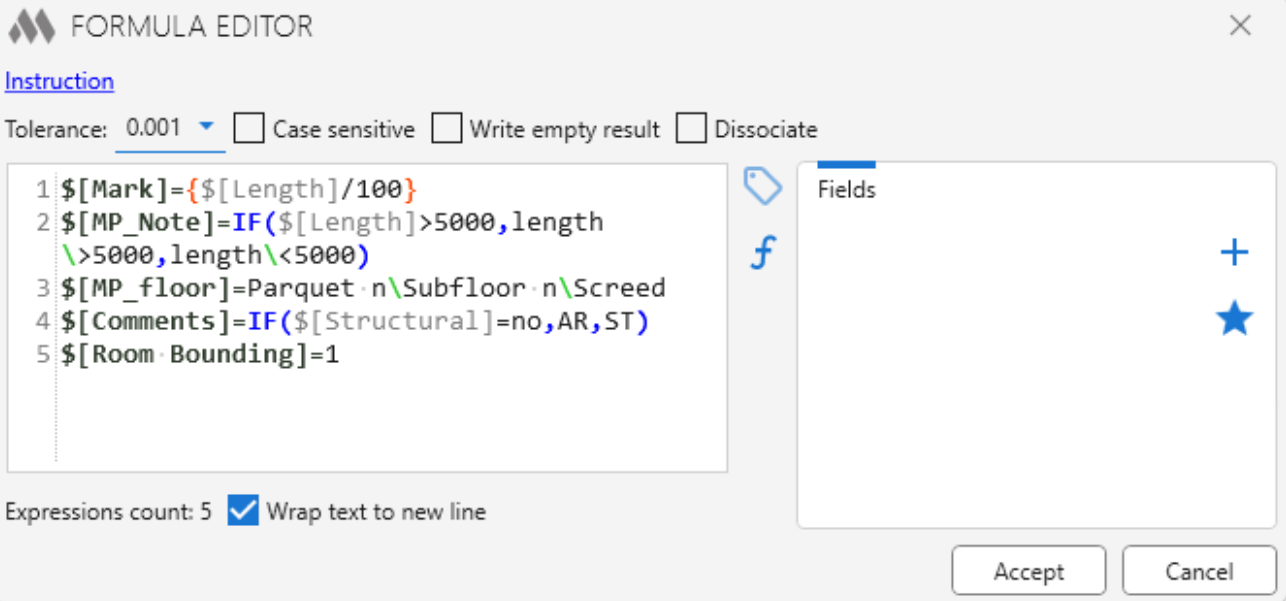 FORMULA EDITOR
Instruction
Tolerance: 0.001 Case sensitive Write empty result Dissociate
1 $[Mark]={$[Length]/100}
2 $[MP_Note]=IF($[Length]>5000,length
\>5000,length\<5000)
3 $[MP_floor]=Parquet·n\Subfloor·n\Screed
4 $[Comments]=IF($[Structural]=no,AR,ST)
5 $[Room·Bounding]=1
f
Fields
Expressions count: 5 Wrap text to new line
Accept Cancel